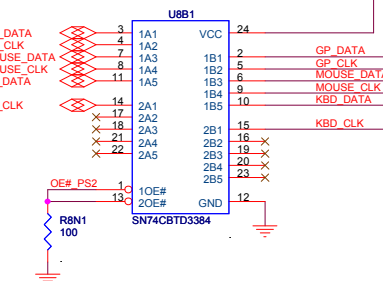 U8B1
_DATA 3 1A1 VCC 24
_CLK 4 1A2
USE_DATA 7 1A3 1B1 2 GP_DATA
USE_CLK 8 1A4 1B2 5 GP_CLK
_DATA 11 1A5 1B3 6 MOUSE_DATA
1B4 9 MOUSE_CLK
1B5 10 KBD_DATA
_CLK 14 2A1
17 2A2
18 2A3 2B1 15 KBD_CLK
21 2A4 2B2 16
22 2A5 2B3 19
2B4 20
2B5 23
OE#_PS2 1 1OE#
13 2OE# GND 12
R8N1
100
SN74CBTD3384